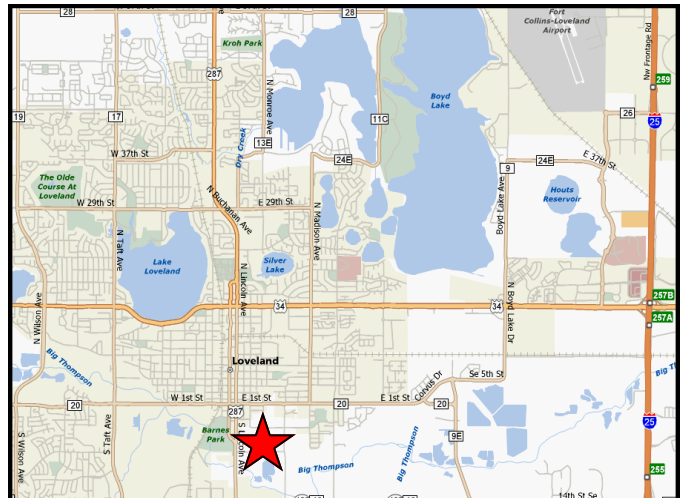 28
28
Fort
Collins-Loveland
Airport
Kroh Park
Nw Frontage Rd
287
259
N Monroe Ave
Boyd
Lake
19
17
11C
26
25
Dry Creek
13E
W 37th St
24E
24E
E 37th St
9
The Olde
Course At
Loveland
N Buchanan Ave
Houts
Reservoir
W 29th St
E 29th St
N Madison Ave
Boyd Lake Ave
N Taft Ave
Lake
Loveland
Silver
Lake
N Lincoln Ave
N Boyd Lake Dr
257B
N Wilson Ave
34
34
257A
Loveland
Big Thompson
Big Th
Se 5th St
Corvus Dr
W 1st St
E 1st St
E 1st St
20
287
20
20
S Taft Ave
Barnes
Park
S Lincoln Ave
25
S Wilson Ave
9E
Big Thompson
Big Thompson
255
14th St Se